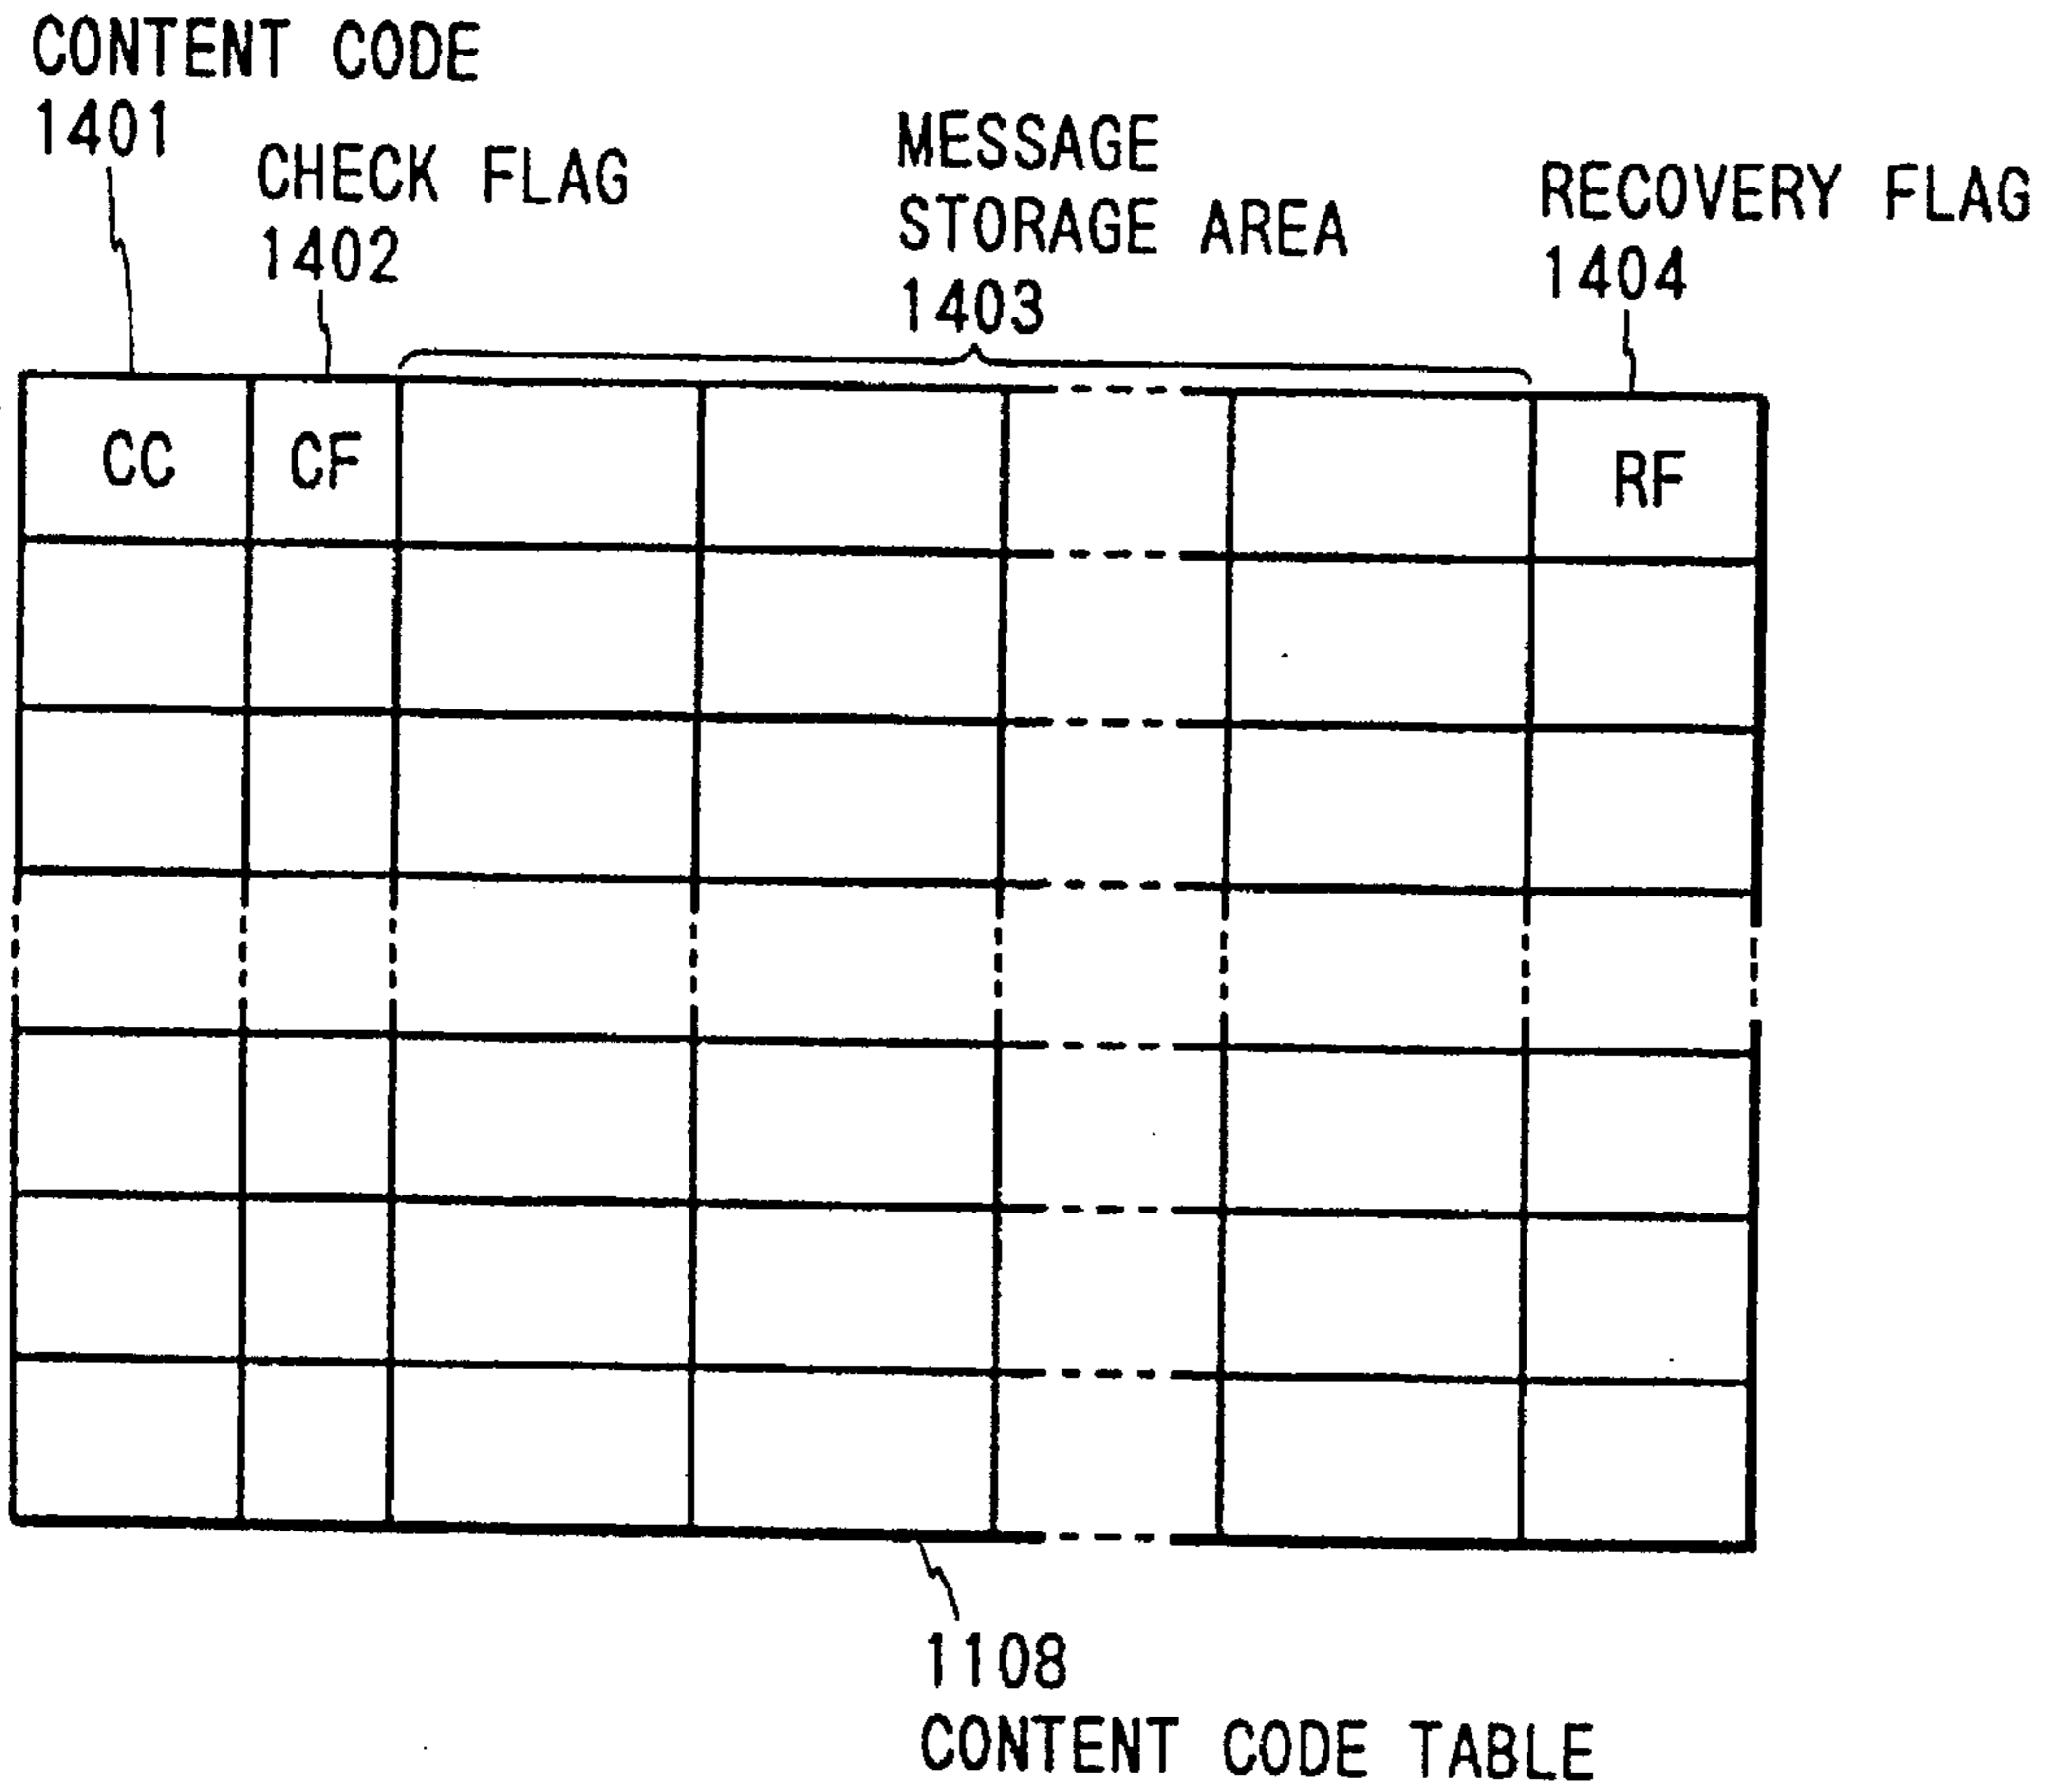 CONTENT CODE
1401
CHECK FLAG
1402
MESSAGE
STORAGE AREA
1403
RECOVERY FLAG
1404
CC
CF
RF
1108
CONTENT CODE TABLE